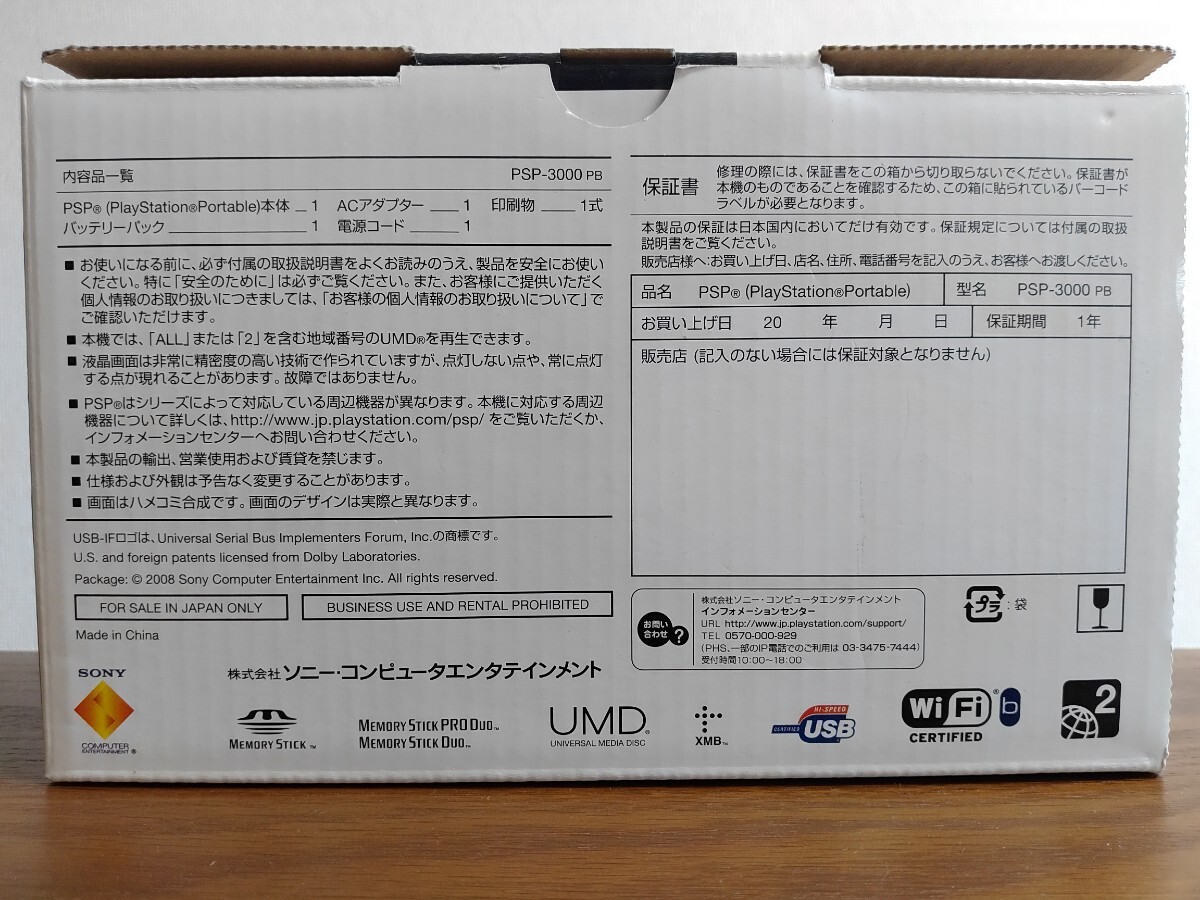 内容品一覧 PSP-3000 PB
PSP® (PlayStation®Portable)本体 1 ACアダプター 1 印刷物 1式
バッテリーパック 1 電源コード 1
■ お使いになる前に、必ず付属の取扱説明書をよくお読みのうえ、製品を安全にお使い
ください。特に「安全のために」は必ずご覧ください。また、お客様にご提供いただく
個人情報のお取り扱いにつきましては、「お客様の個人情報のお取り扱いについて」で
ご確認いただけます。
■ 本機では、「ALL」または「2」を含む地域番号のUMD®を再生できます。
■ 液晶画面は非常に精密度の高い技術で作られていますが、点灯しない点や、常に点灯
する点が現れることがあります。故障ではありません。
■ PSP®はシリーズによって対応している周辺機器が異なります。本機に対応する周辺
機器について詳しくは、http://www.jp.playstation.com/psp/ をご覧いただくか、
インフォメーションセンターへお問い合わせください。
■ 本製品の輸出、営業使用および賃貸を禁じます。
■ 仕様および外観は予告なく変更することがあります。
■ 画面はハメコミ合成です。画面のデザインは実際と異なります。
USB-IFロゴは、Universal Serial Bus Implementers Forum, Inc.の商標です。
U.S. and foreign patents licensed from Dolby Laboratories.
Package: © 2008 Sony Computer Entertainment Inc. All rights reserved.
FOR SALE IN JAPAN ONLY
BUSINESS USE AND RENTAL PROHIBITED
Made in China
保証書
修理の際には、保証書をこの箱から切り取らないでください。保証書が
本機のものであることを確認するため、この箱に貼られているバーコード
ラベルが必要となります。
本製品の保証は日本国内においてだけ有効です。保証規定については付属の取扱
説明書をご覧ください。
販売店様へ:お買い上げ日、店名、住所、電話番号を記入のうえ、お客様へお渡しください。
品名 PSP® (PlayStation®Portable) 型名 PSP-3000 PB
お買い上げ日 20 年 月 日 保証期間 1年
販売店 (記入のない場合には保証対象となりません)
お問い
合わせ ?
株式会社ソニー・コンピュータエンタテインメント
インフォメーションセンター
URL http://www.jp.playstation.com/support/
TEL 0570-000-929
(PHS、一部のIP電話でのご利用は 03-3475-7444)
受付時間10:00~18:00
プラ : 袋
SONY
COMPUTER
ENTERTAINMENT®
株式会社 ソニー・コンピュータエンタテインメント
MEMORY STICK™
MEMORY STICK PRO DUO™
MEMORY STICK DUO™
UMD®
UNIVERSAL MEDIA DISC
XMB™
HI-SPEED
CERTIFIED USB
Wi Fi ® b
CERTIFIED
2